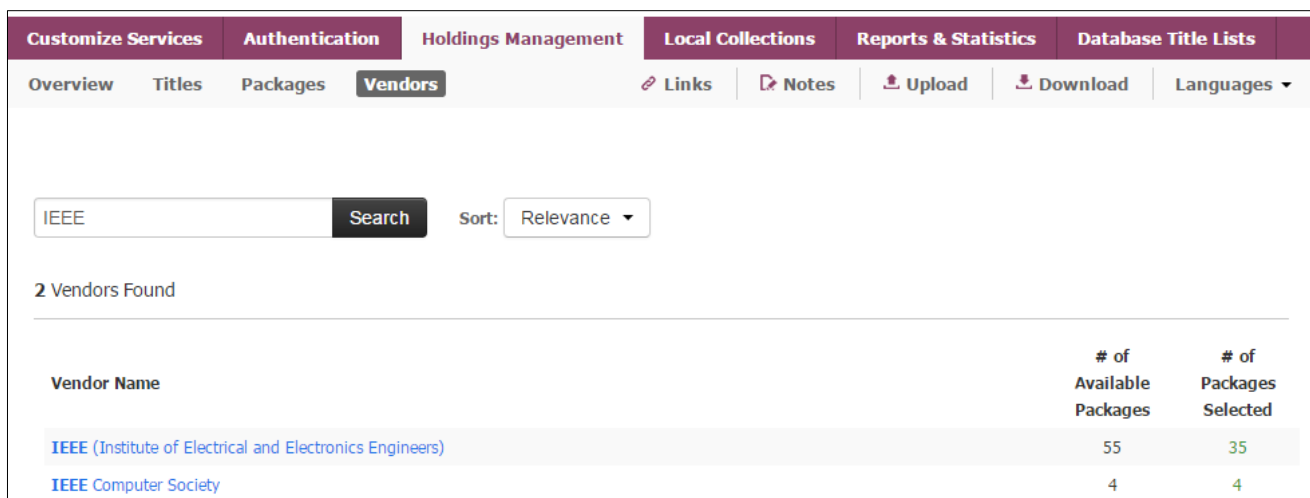 Customize Services Authentication Holdings Management Local Collections Reports & Statistics Database Title Lists
Overview Titles Packages Vendors Links Notes Upload Download Languages
IEEE Search Sort: Relevance
2 Vendors Found
Vendor Name # of Available Packages # of Packages Selected
IEEE (Institute of Electrical and Electronics Engineers) 55 35
IEEE Computer Society 4 4